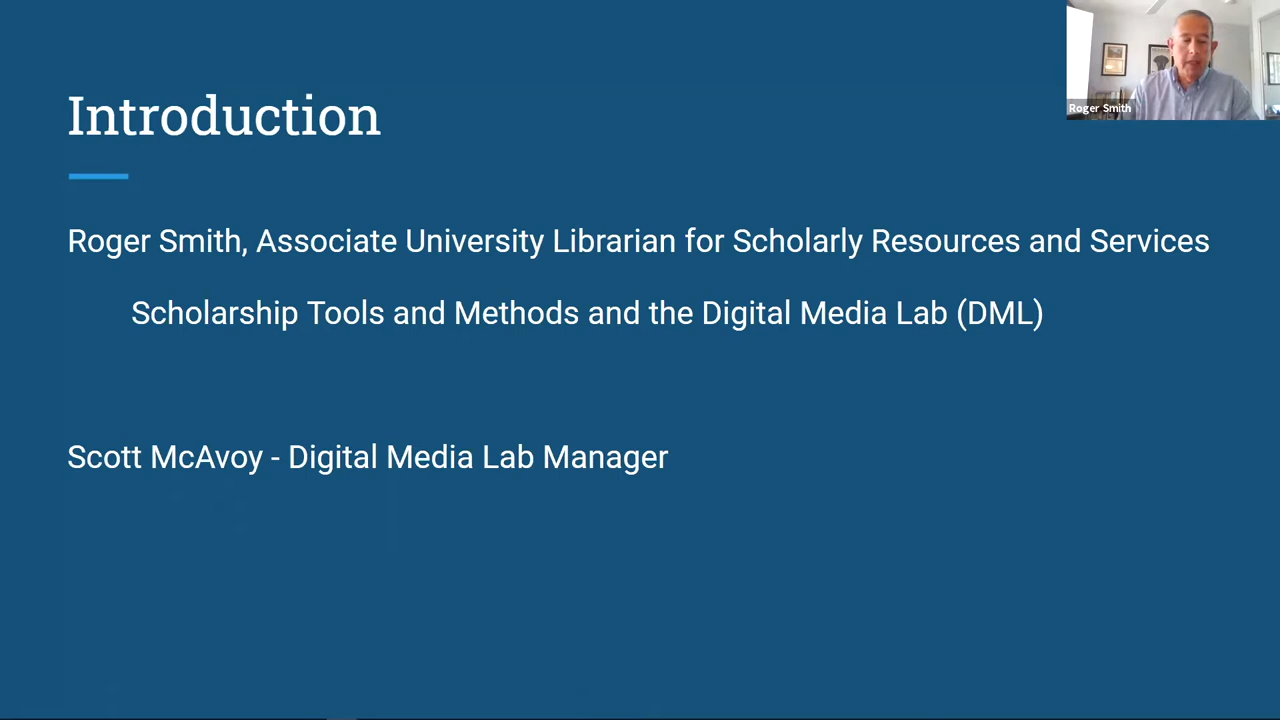 Introduction
Roger Smith
Roger Smith, Associate University Librarian for Scholarly Resources and Services
Scholarship Tools and Methods and the Digital Media Lab (DML)
Scott McAvoy - Digital Media Lab Manager